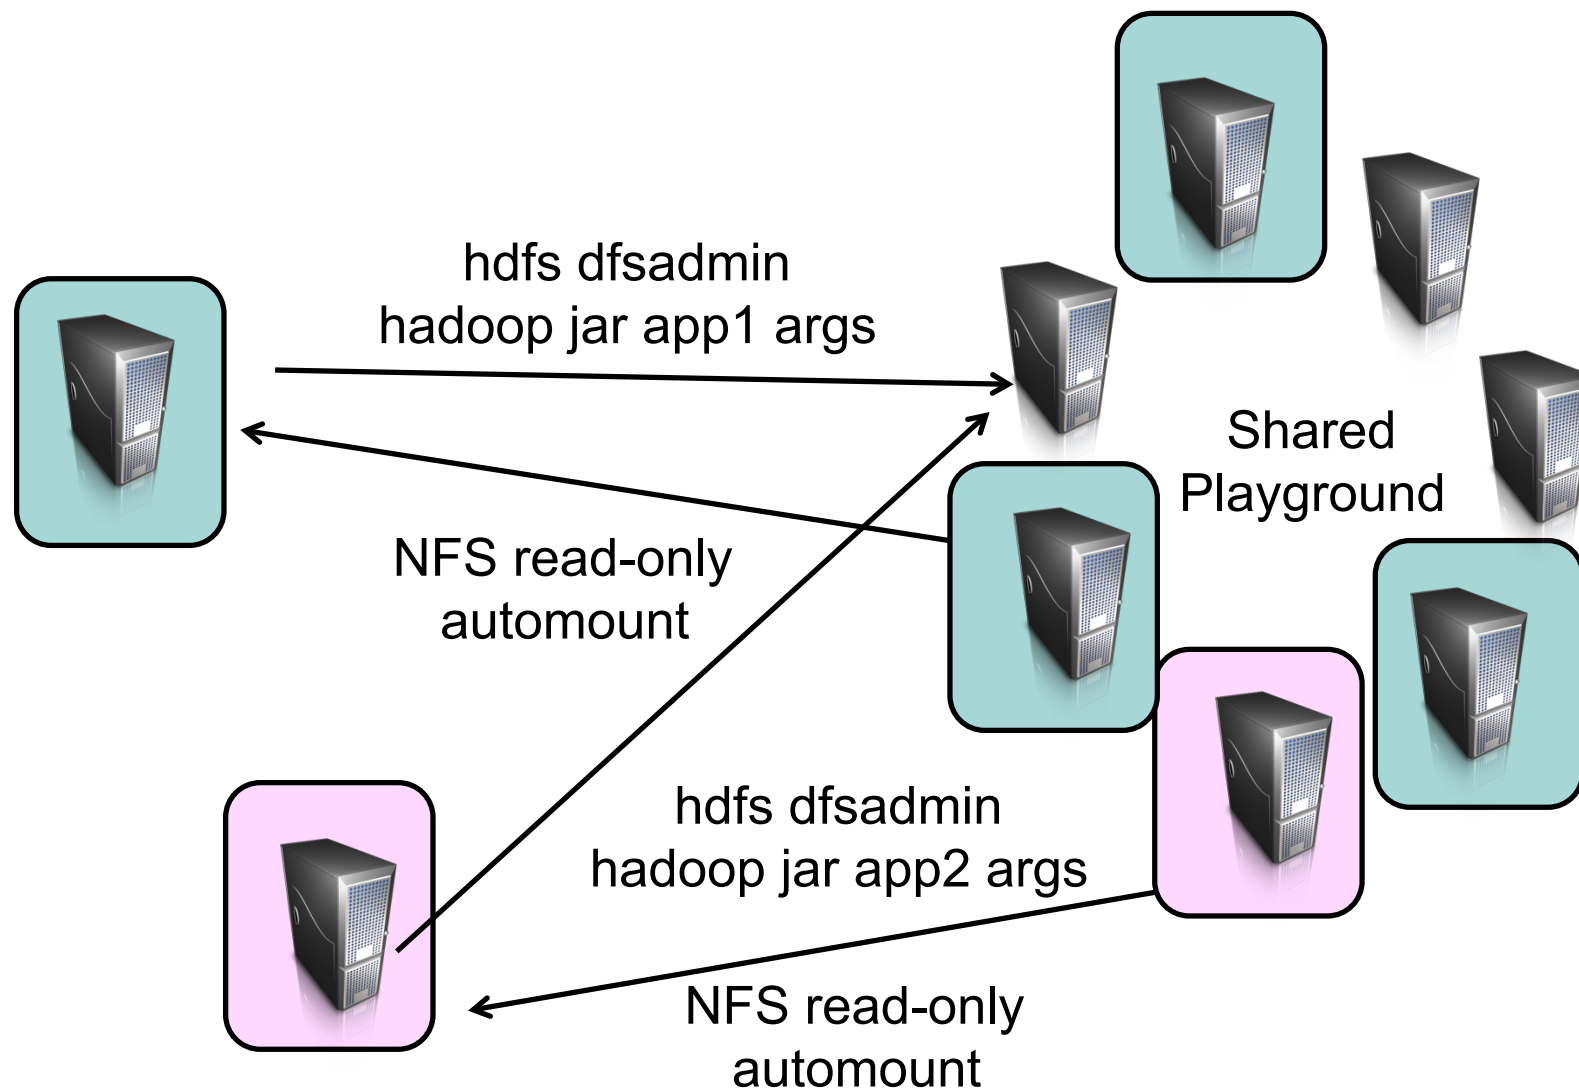 hdfs dfsadmin
hadoop jar app1 args
Shared
Playground
NFS read-only
automount
hdfs dfsadmin
hadoop jar app2 args
NFS read-only
automount